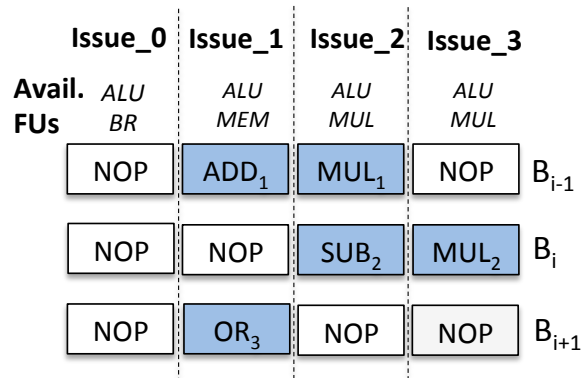 Issue_0 Issue_1 Issue_2 Issue_3
Avail. ALU ALU ALU ALU
FUs BR MEM MUL MUL
NOP ADD1 MUL1 NOP Bi-1
NOP NOP SUB2 MUL2 Bi
NOP OR3 NOP NOP Bi+1